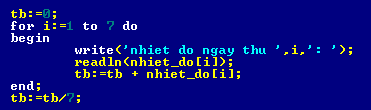 tb:=0;
for i:=1 to 7 do
begin
write('nhiet do ngay thu ',i,': ');
readln(nhiet_do[i]);
tb:=tb + nhiet_do[i];
end;
tb:=tb/7;